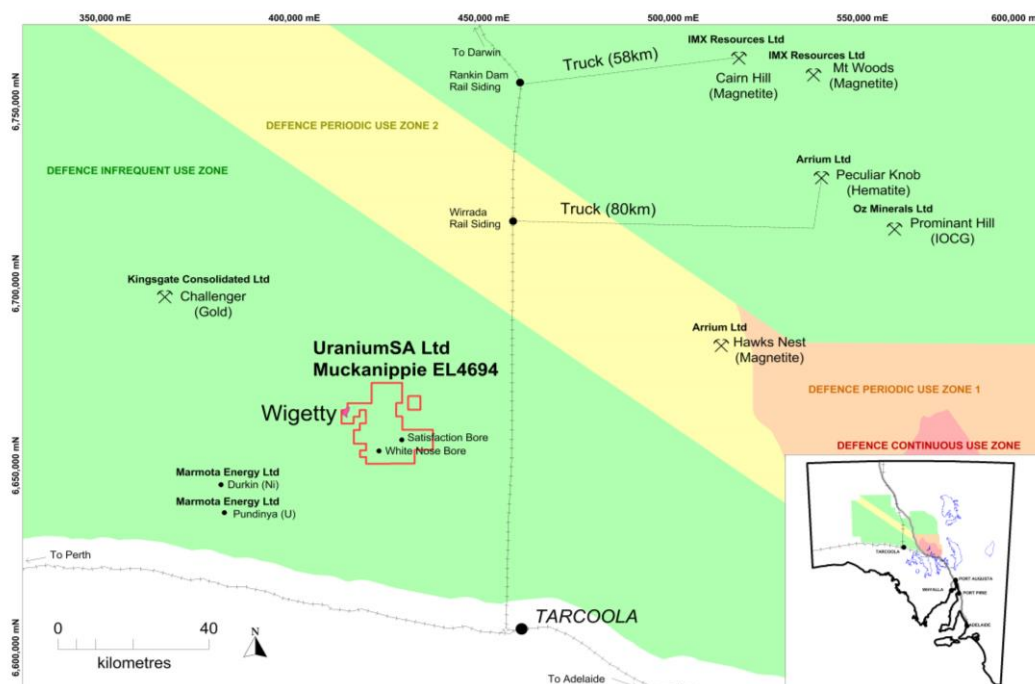 350,000 mE
400,000 mE
450,000 mE
500,000 mE
550,000 mE
600,000 mE
6,750,000 mN
6,700,000 mN
6,650,000 mN
6,600,000 mN
To Darwin
Rankin Dam
Rail Siding
Truck (58km)
IMX Resources Ltd
Cairn Hill
(Magnetite)
IMX Resources Ltd
Mt Woods
(Magnetite)
DEFENCE PERIODIC USE ZONE 2
DEFENCE INFREQUENT USE ZONE
Arrium Ltd
Peculiar Knob
(Hematite)
Wirrada
Rail Siding
Truck (80km)
Oz Minerals Ltd
Prominant Hill
(IOCG)
Kingsgate Consolidated Ltd
Challenger
(Gold)
Arrium Ltd
Hawks Nest
(Magnetite)
UraniumSA Ltd
Muckanippie EL4694
Wigetty
Satisfaction Bore
White Nose Bore
DEFENCE PERIODIC USE ZONE 1
DEFENCE CONTINUOUS USE ZONE
Marmota Energy Ltd
Durkin (Ni)
Marmota Energy Ltd
Pundinya (U)
To Perth
TARCOOLA
0 40
kilometres
N
To Adelaide
TARCOOLA
PORT AUGUSTA
WHYALLA
PORT PIRIE
ADELAIDE